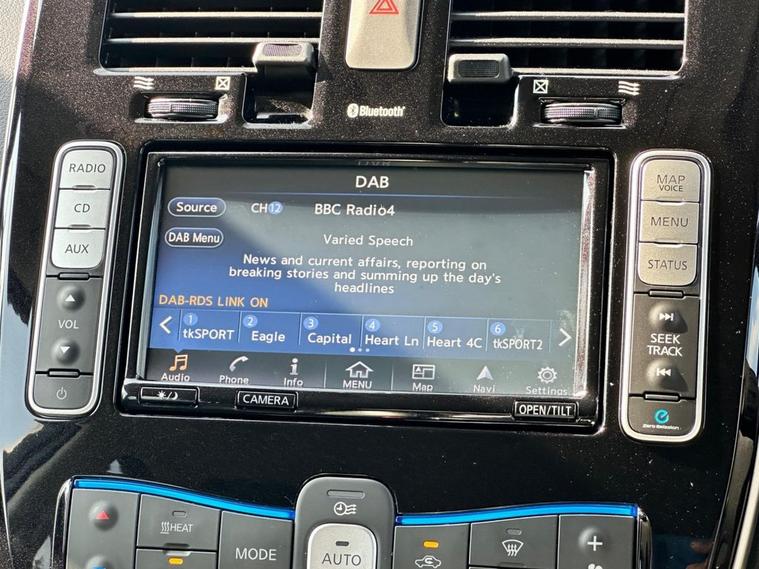 Bluetooth
RADIO
CD
AUX
VOL
DAB
Source
CH12
BBC Radio4
DAB Menu
Varied Speech
News and current affairs, reporting on
breaking stories and summing up the day's
headlines
DAB-RDS LINK ON
1 tkSPORT
2 Eagle
3 Capital
4 Heart Ln
5 Heart 4C
6 tkSPORT2
Audio
Phone
Info
MENU
Map
Navi
Settings
CAMERA
OPEN/TILT
MAP
VOICE
MENU
STATUS
SEEK
TRACK
Zero Emission
HEAT
MODE
AUTO
+